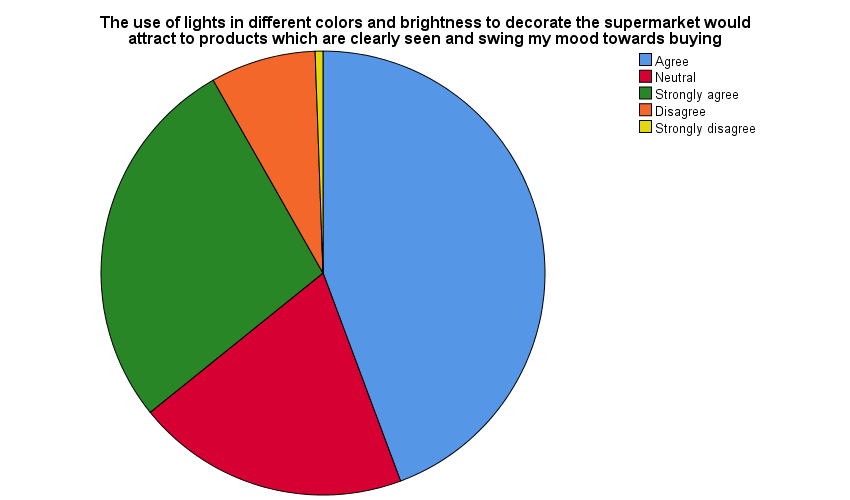 The use of lights in different colors and brightness to decorate the supermarket would
attract to products which are clearly seen and swing my mood towards buying
Agree
Neutral
Strongly agree
Disagree
Strongly disagree